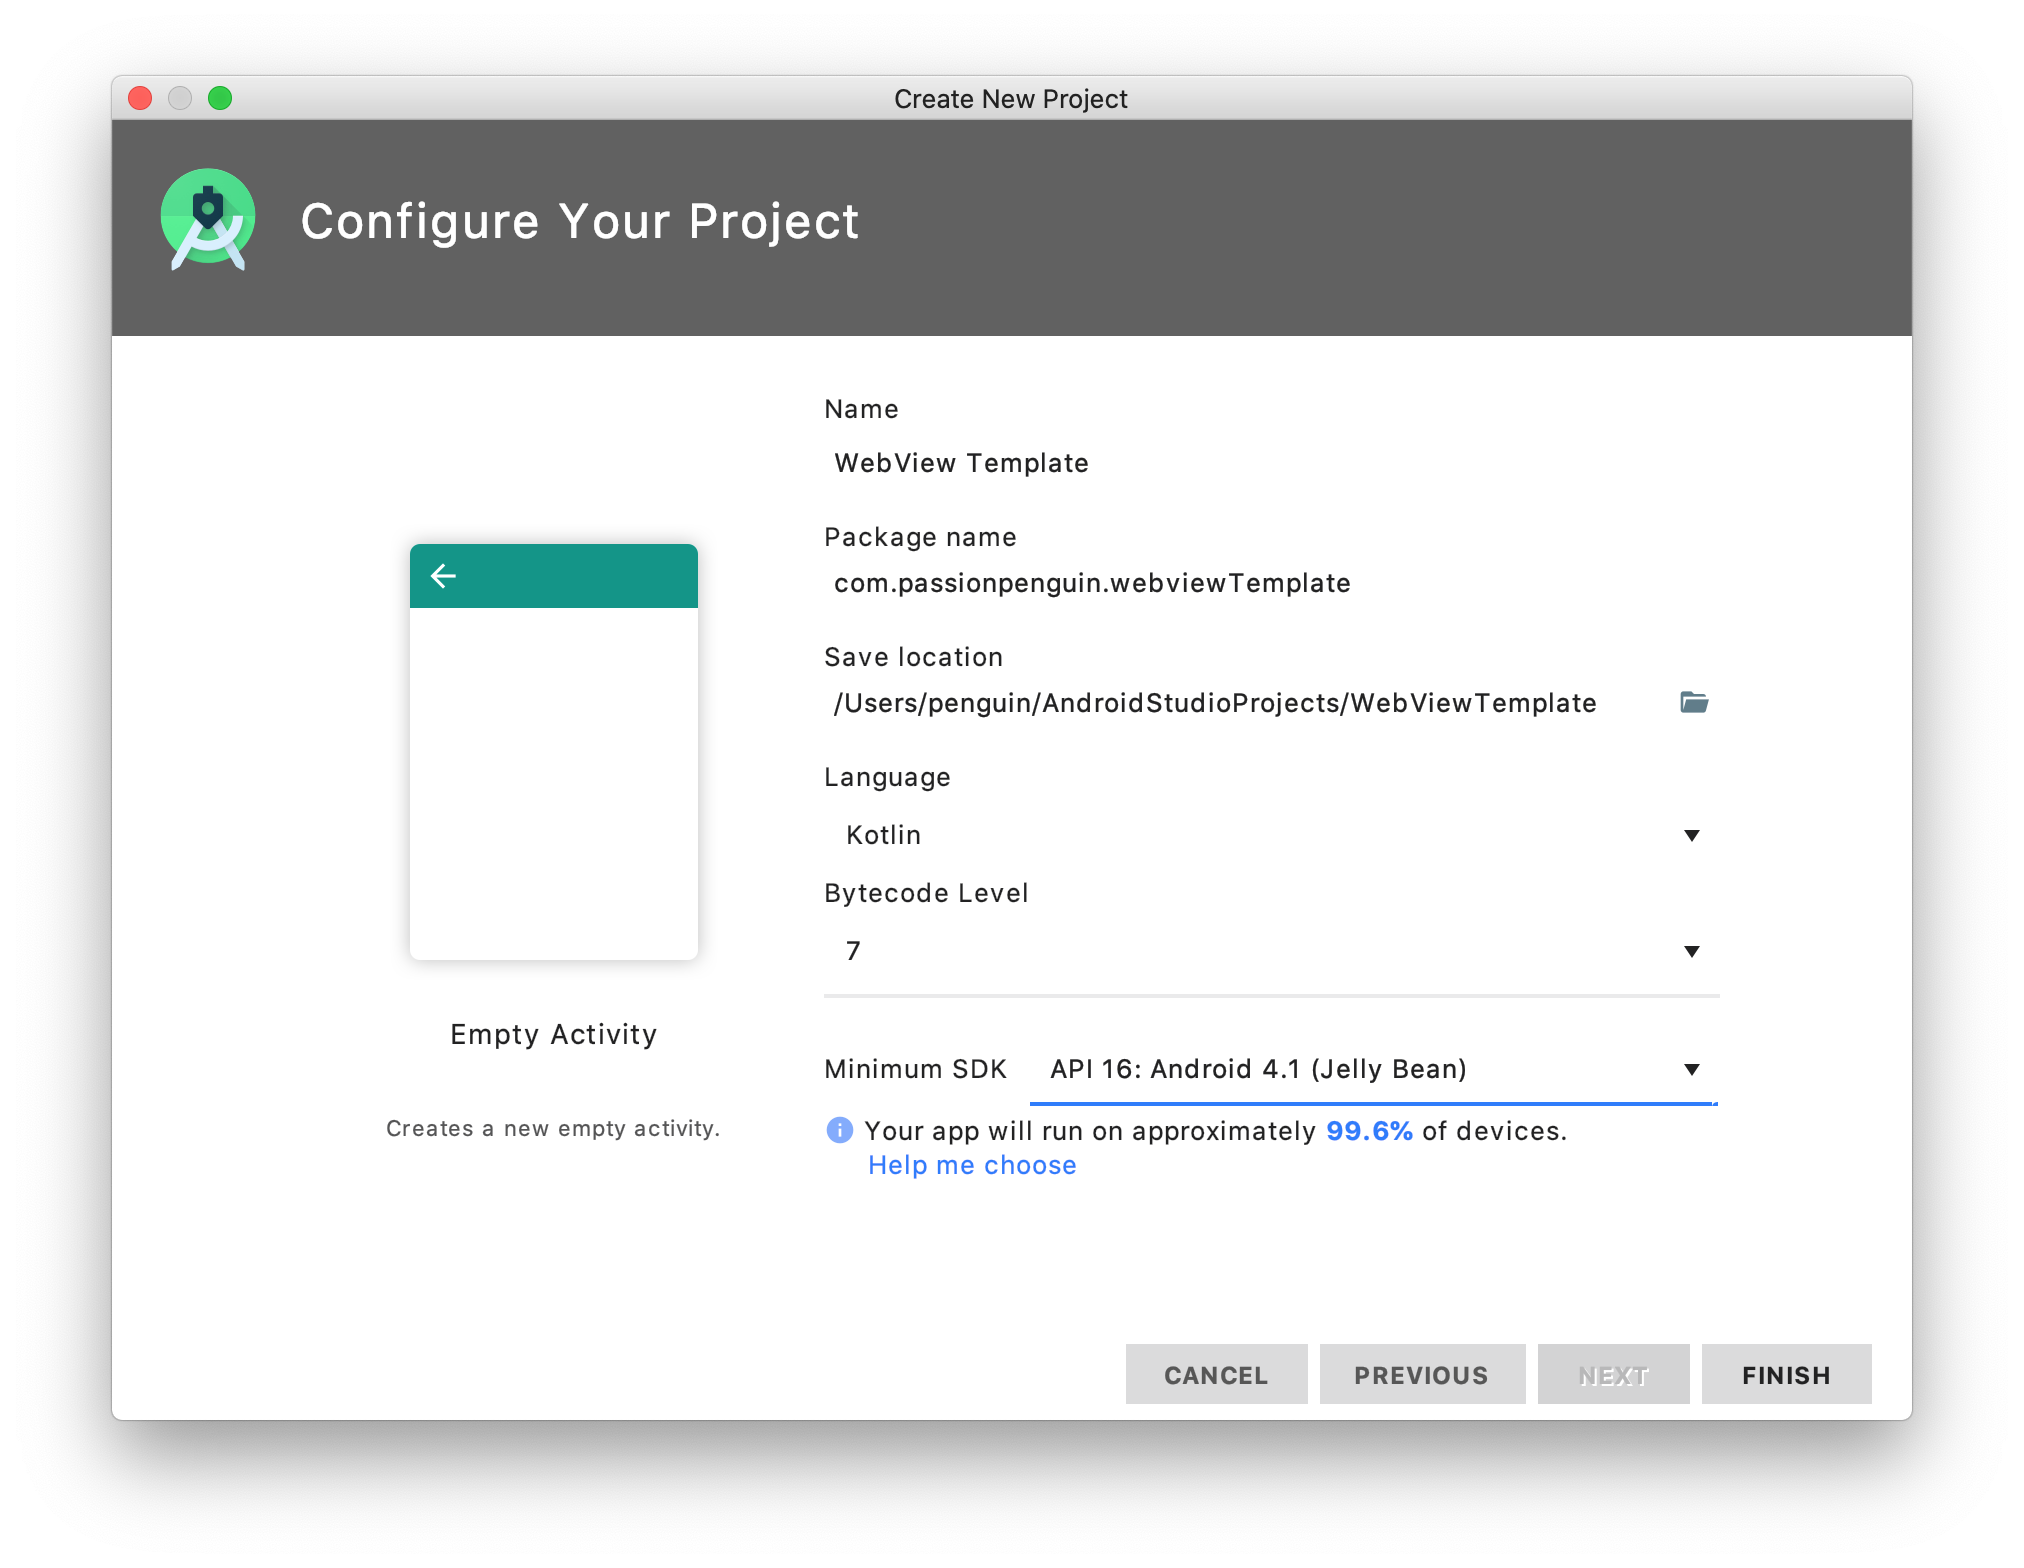 Create New Project
Configure Your Project
Name
WebView Template
Package name
com.passionpenguin.webviewTemplate
Save location
/Users/penguin/AndroidStudioProjects/WebViewTemplate
Language
Kotlin
Bytecode Level
7
Empty Activity
Minimum SDK API 16: Android 4.1 (Jelly Bean)
Creates a new empty activity.
Your app will run on approximately 99.6% of devices.
Help me choose
CANCEL PREVIOUS NEXT FINISH